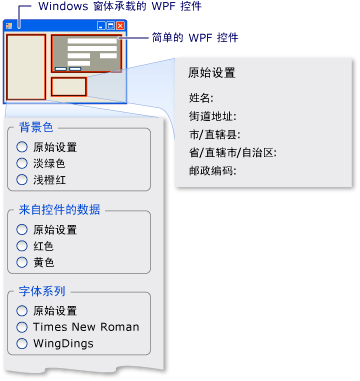 Windows 窗体承载的 WPF 控件
简单的 WPF 控件
原始设置
姓名:
街道地址:
市/直辖县:
省/直辖市/自治区:
邮政编码:
背景色
原始设置
淡绿色
浅橙红
来自控件的数据
原始设置
红色
黄色
字体系列
原始设置
Times New Roman
WingDings